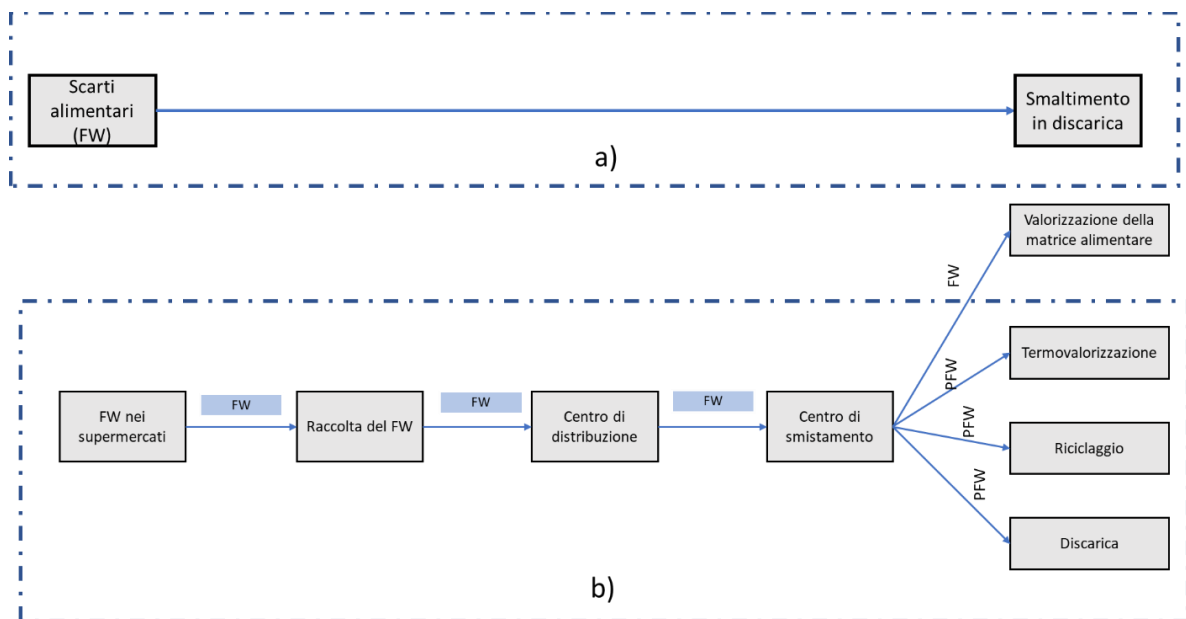 Scarti
alimentari
(FW)
Smaltimento
in discarica
a)
Valorizzazione della
matrice alimentare
FW
Termovalorizzazione
PFW
FW nei
supermercati
FW
Raccolta del FW
FW
Centro di
distribuzione
FW
Centro di
smistamento
PFW
Riciclaggio
PFW
Discarica
b)